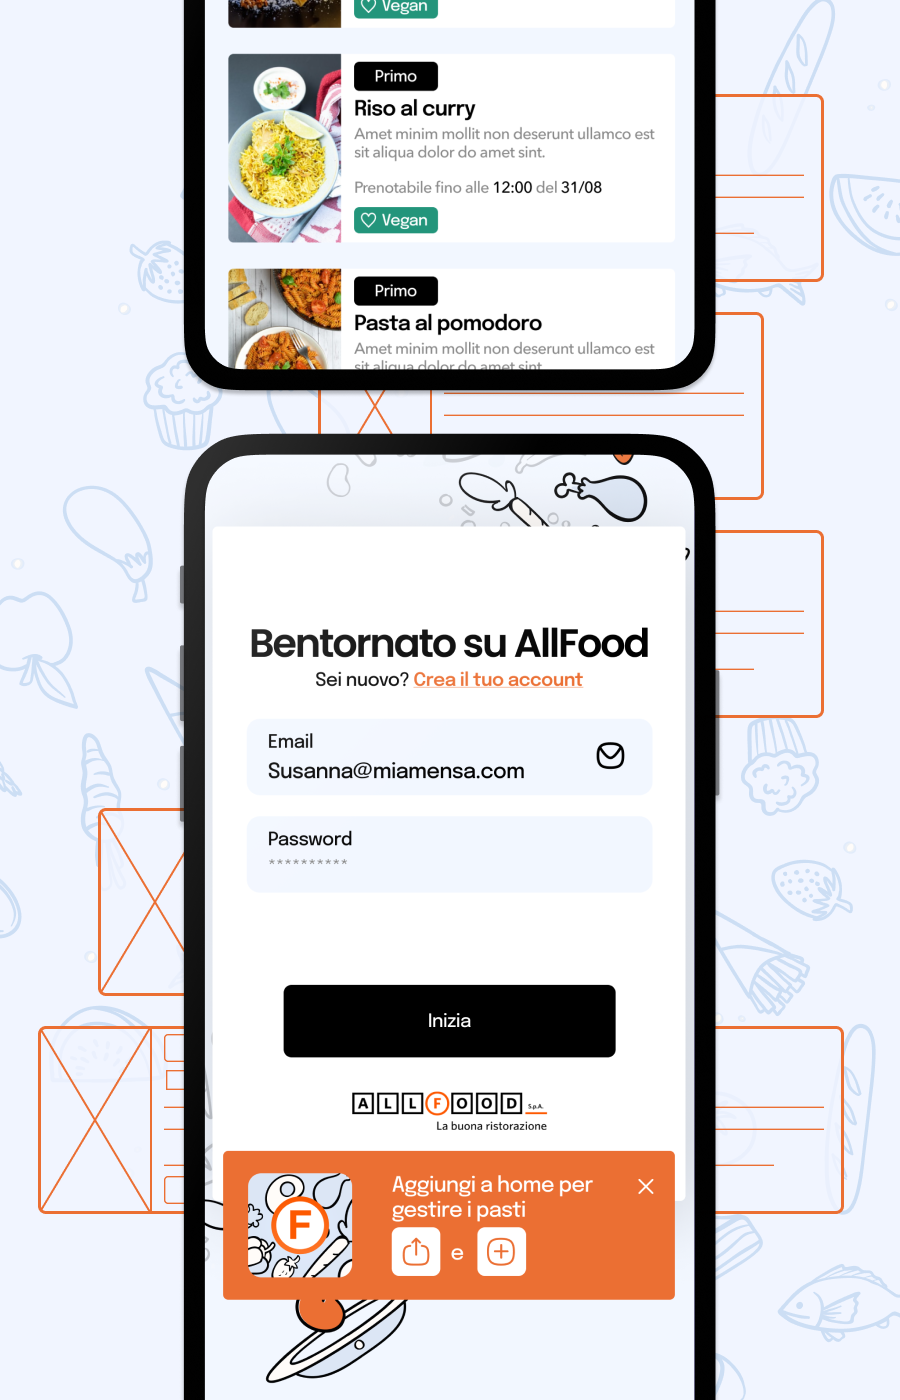 Vegan
Primo
Riso al curry
Amet minim mollit non deserunt ullamco est
sit aliqua dolor do amet sint.
Prenotabile fino alle 12:00 del 31/08
Vegan
Primo
Pasta al pomodoro
Amet minim mollit non deserunt ullamco est
sit aliqua dolor do amet sint.
Bentornato su AllFood
Sei nuovo? Crea il tuo account
Email
Susanna@miamensa.com
Password
**********
Inizia
ALLFOOD S.p.A.
La buona ristorazione
Aggiungi a home per
gestire i pasti
F
e